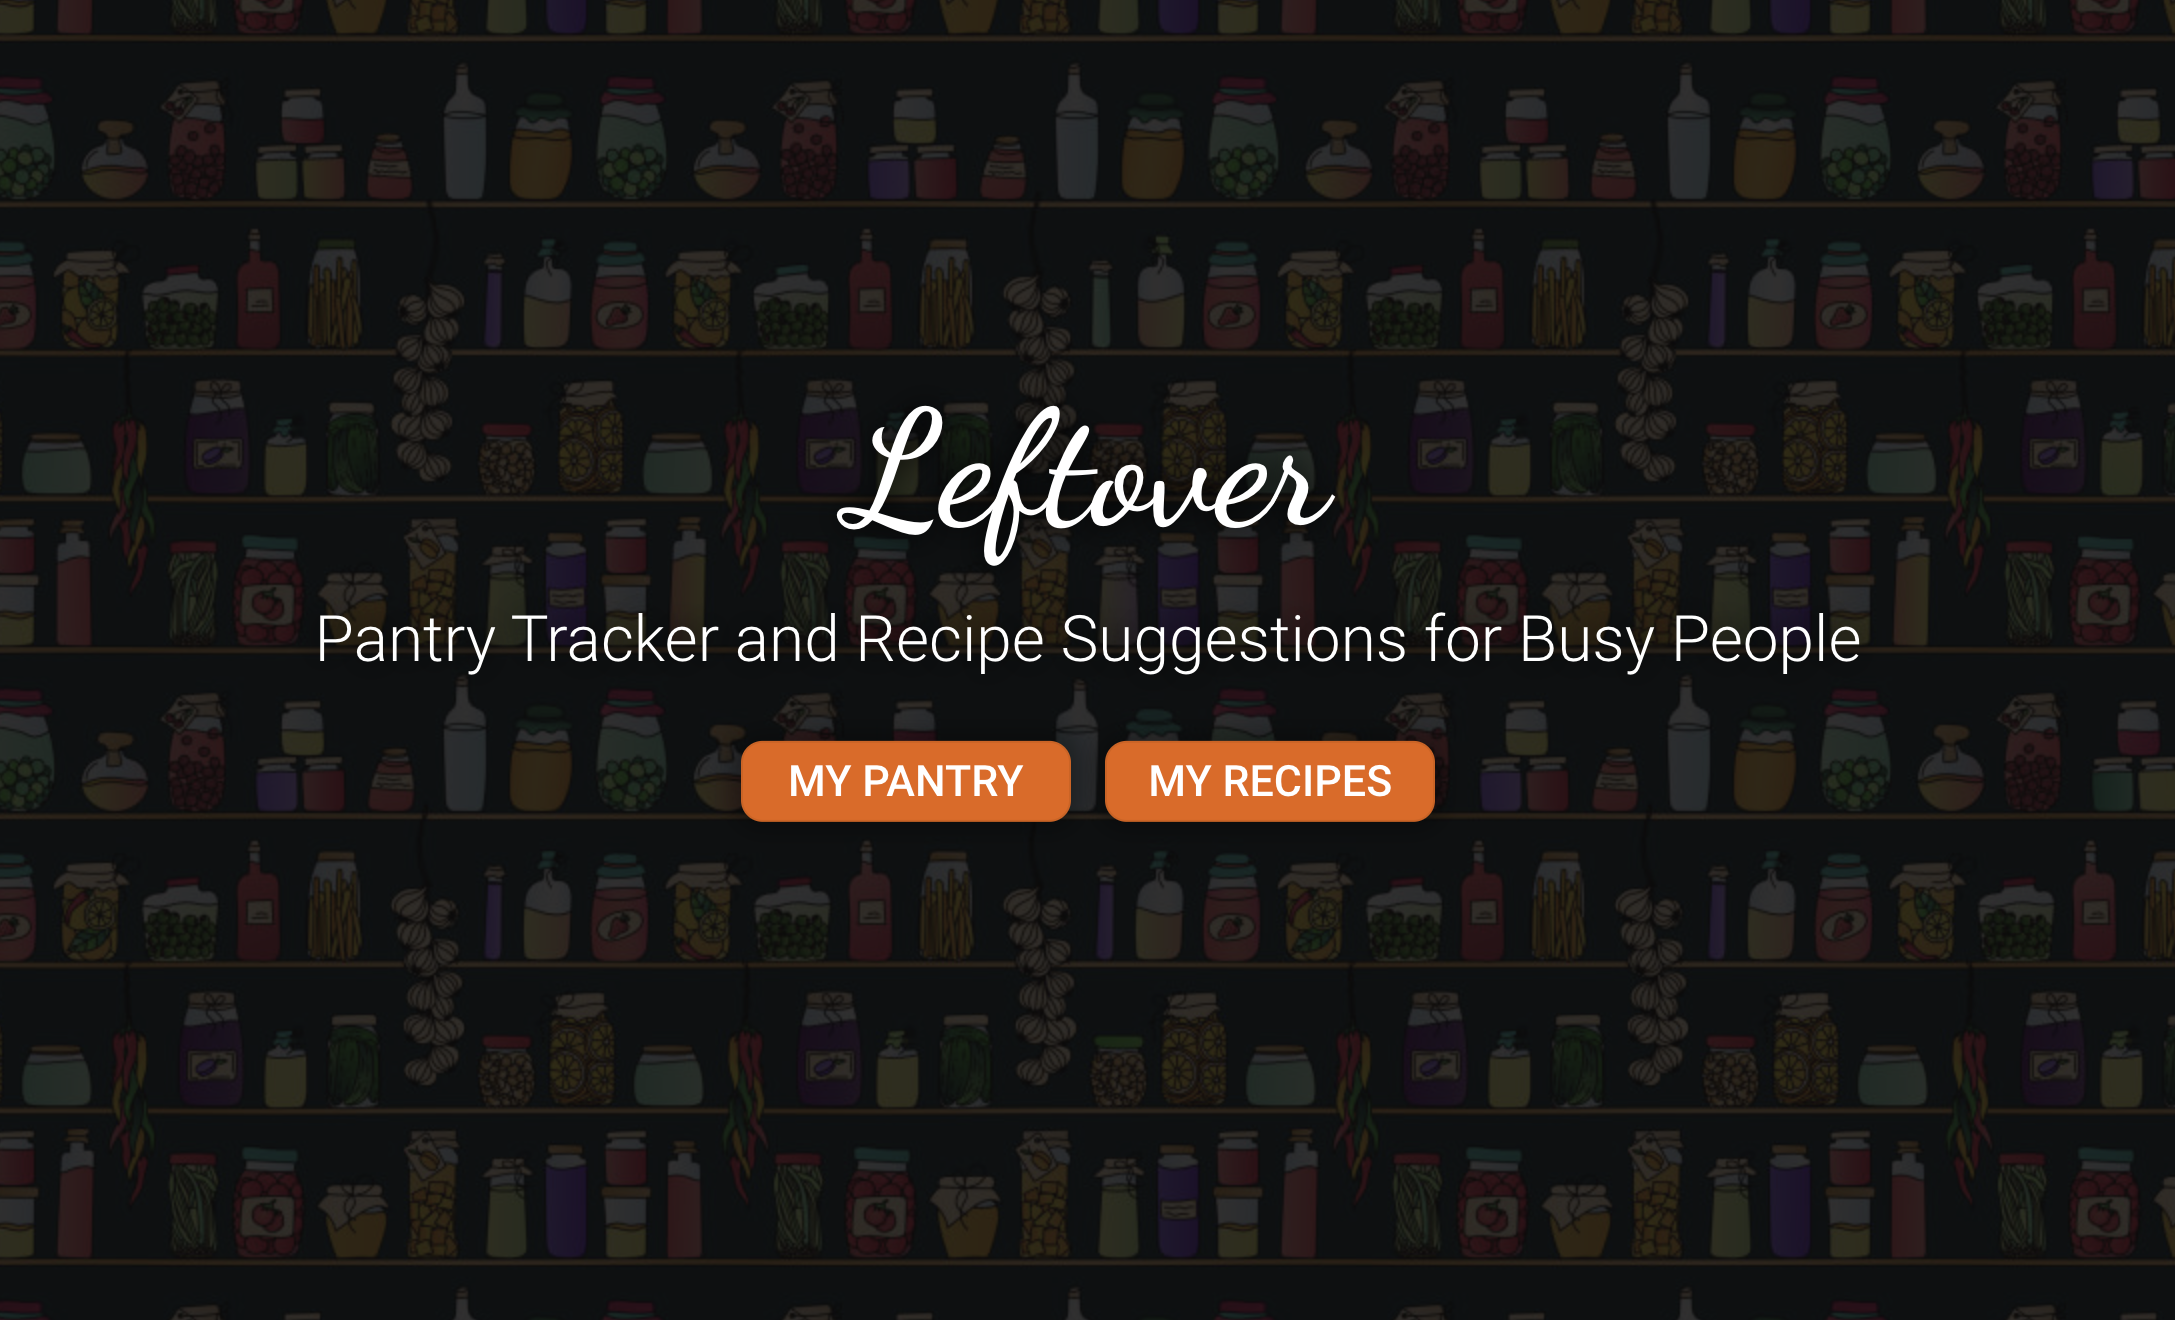 Leftover
Pantry Tracker and Recipe Suggestions for Busy People
MY PANTRY
MY RECIPES